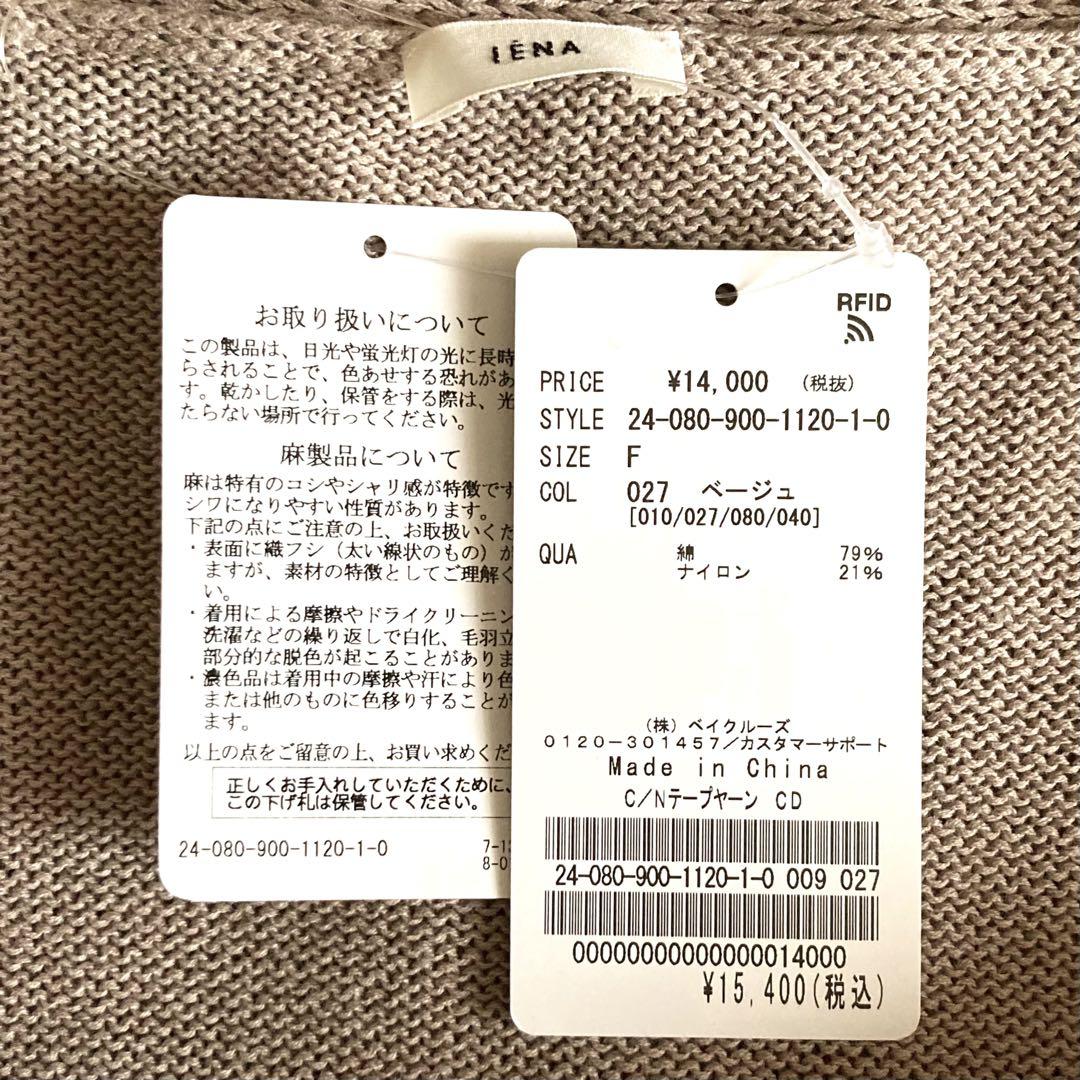 IÉNA
お取り扱いについて
この製品は、日光や蛍光灯の光に長時
らされることで、色あせする恐れがあ
す。乾かしたり、保管をする際は、光
たらない場所で行ってください。
麻製品について
麻は特有のコシやシャリ感が特徴です
シワになりやすい性質があります。
下記の点にご注意の上、お取扱いくだ
・表面に織フシ（太い線状のもの）が
ますが、素材の特徴としてご理解く
い。
・着用による摩擦やドライクリーニン
洗濯などの繰り返しで白化、毛羽立
部分的な脱色が起こることがありま
・濃色品は着用中の摩擦や汗により色
または他のものに色移りすることが
ます。
以上の点をご留意の上、お買い求めくだ
正しくお手入れしていただくために、
この下げ札は保管してください。
24-080-900-1120-1-0
RFID
PRICE ¥14,000 （税抜）
STYLE 24-080-900-1120-1-0
SIZE F
COL 027 ベージュ
[010/027/080/040]
QUA 綿 79%
ナイロン 21%
（株）ベイクルーズ
0120-301457/カスタマーサポート
Made in China
C/Nテープヤーン CD
24-080-900-1120-1-0 009 027
00000000000000014000
¥15,400(税込)